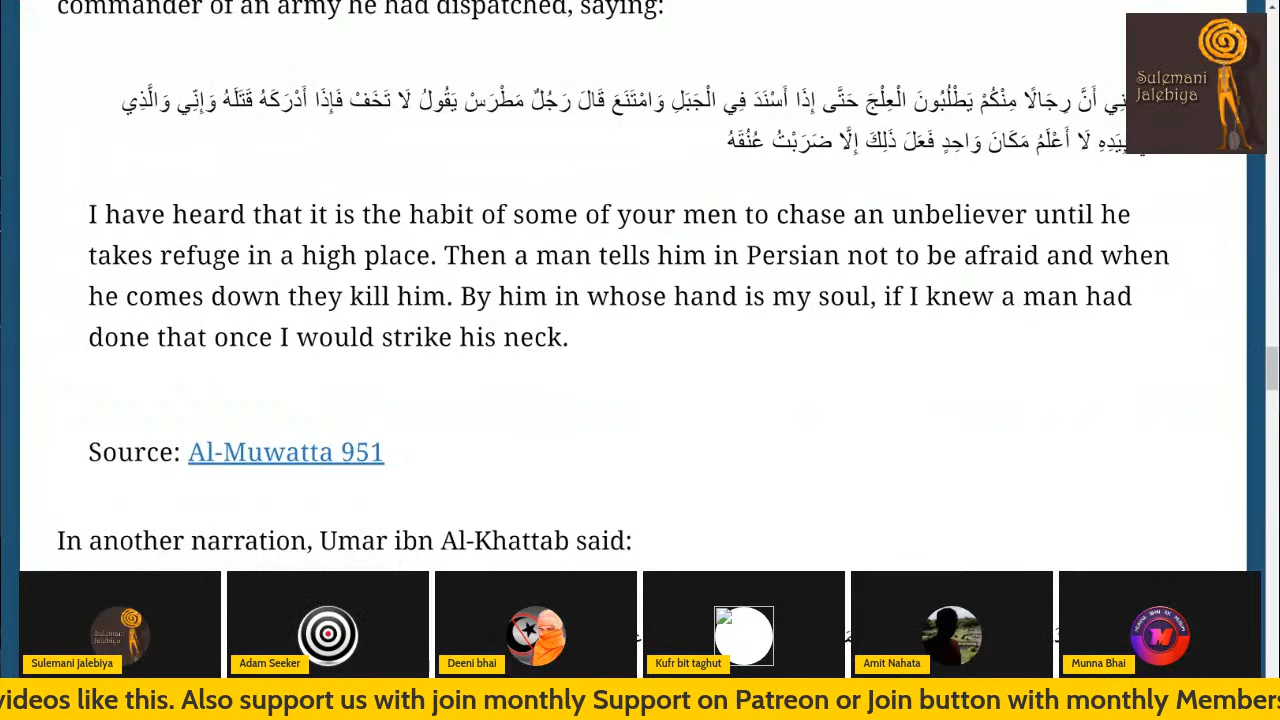 commander of an army he had dispatched, saying:
أَنَّ رِجَالًا مِنْكُمْ يَطْلُبُونَ الْعِلْجَ حَتَّى إِذَا أَسْنَدَ فِي الْجَبَلِ وَامْتَنَعَ قَالَ رَجُلٌ مَطْرَسْ يَقُولُ لَا تَخَفْ فَإِذَا أَدْرَكَهُ قَتَلَهُ وَإِنِّي وَالَّذِي
بِيَدِهِ لَا أَعْلَمُ مَكَانَ وَاحِدٍ فَعَلَ ذَلِكَ إِلَّا ضَرَبْتُ عُنُقَهُ
Sulemani
Jalebiya
I have heard that it is the habit of some of your men to chase an unbeliever until he
takes refuge in a high place. Then a man tells him in Persian not to be afraid and when
he comes down they kill him. By him in whose hand is my soul, if I knew a man had
done that once I would strike his neck.
Source: Al-Muwatta 951
In another narration, Umar ibn Al-Khattab said:
Sulemani Jalebiya
Adam Seeker
Deeni bhai
Kufr bit taghut
Amit Nahata
Munna Bhai
videos like this. Also support us with join monthly Support on Patreon or Join button with monthly Members